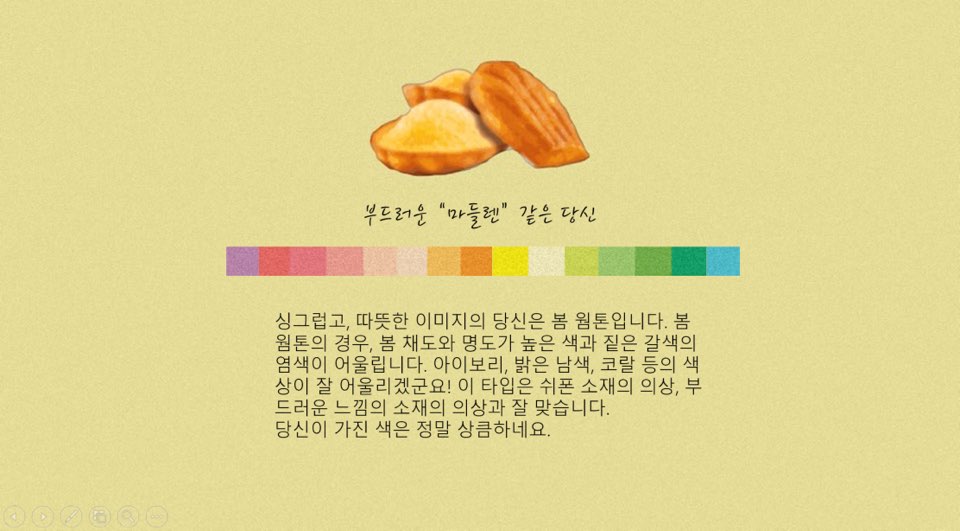 부드러운 “마들렌” 같은 당신
싱그럽고, 따뜻한 이미지의 당신은 봄 웜톤입니다. 봄
웜톤의 경우, 봄 채도와 명도가 높은 색과 짙은 갈색의
염색이 어울립니다. 아이보리, 밝은 남색, 코랄 등의 색
상이 잘 어울리겠군요! 이 타입은 쉬폰 소재의 의상, 부
드러운 느낌의 소재의 의상과 잘 맞습니다.
당신이 가진 색은 정말 상큼하네요.